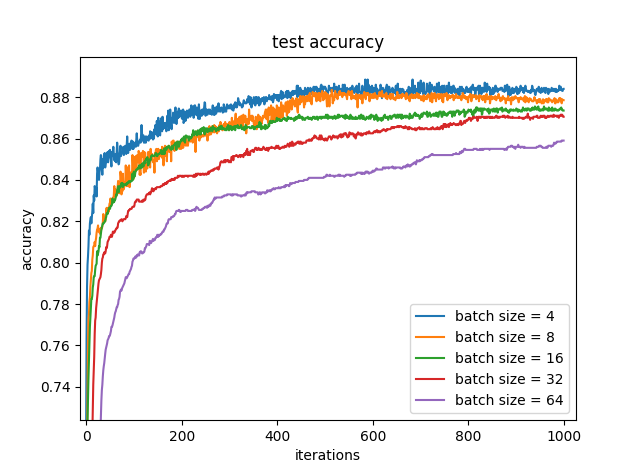 test accuracy
accuracy
0.88
0.86
0.84
0.82
0.80
0.78
0.76
0.74
batch size = 4
batch size = 8
batch size = 16
batch size = 32
batch size = 64
0 200 400 600 800 1000
iterations